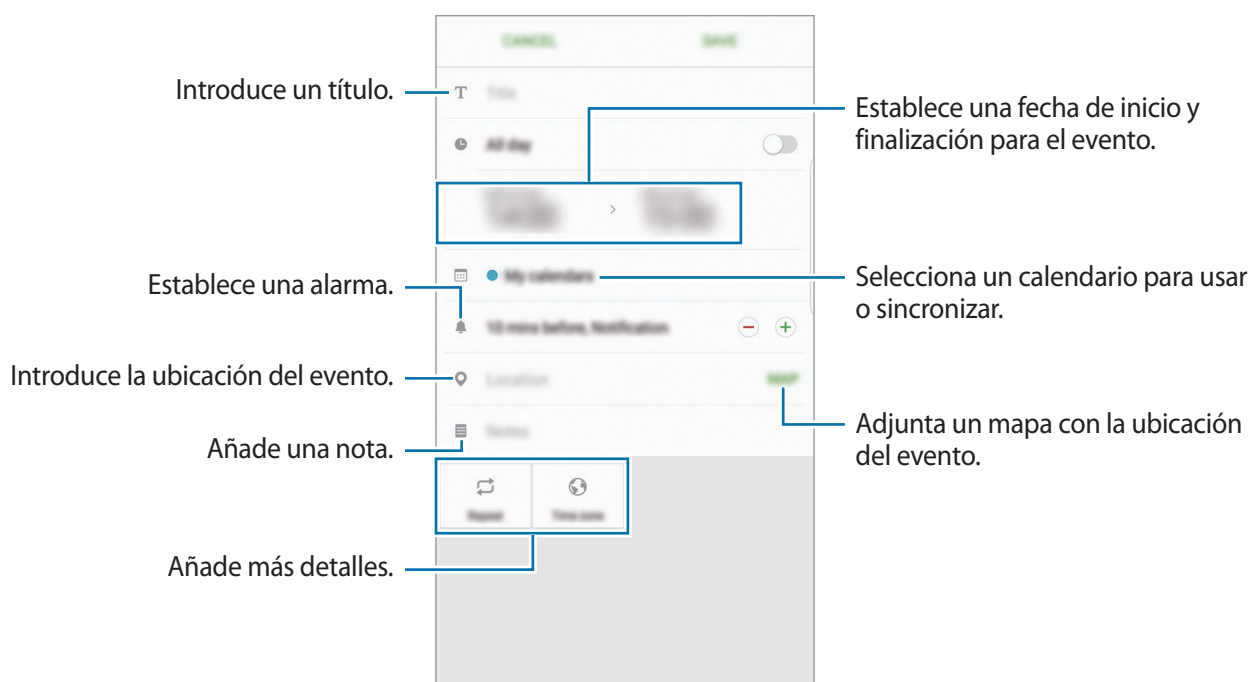 CANCEL
SAVE
Introduce un título.
T
Title
Establece una fecha de inicio y
finalización para el evento.
All day
My calendars
Selecciona un calendario para usar
o sincronizar.
Establece una alarma.
10 mins before, Notification
Introduce la ubicación del evento.
Location
MAP
Adjunta un mapa con la ubicación
del evento.
Añade una nota.
Notes
Repeat
Time zone
Añade más detalles.